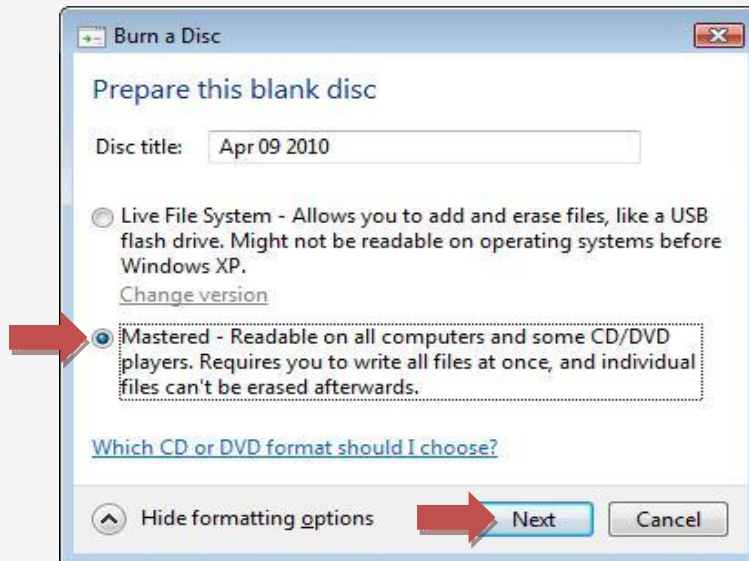 Burn a Disc
Prepare this blank disc
Disc title: Apr 09 2010
Live File System - Allows you to add and erase files, like a USB
flash drive. Might not be readable on operating systems before
Windows XP.
Change version
Mastered - Readable on all computers and some CD/DVD
players. Requires you to write all files at once, and individual
files can't be erased afterwards.
Which CD or DVD format should I choose?
Hide formatting options Next Cancel